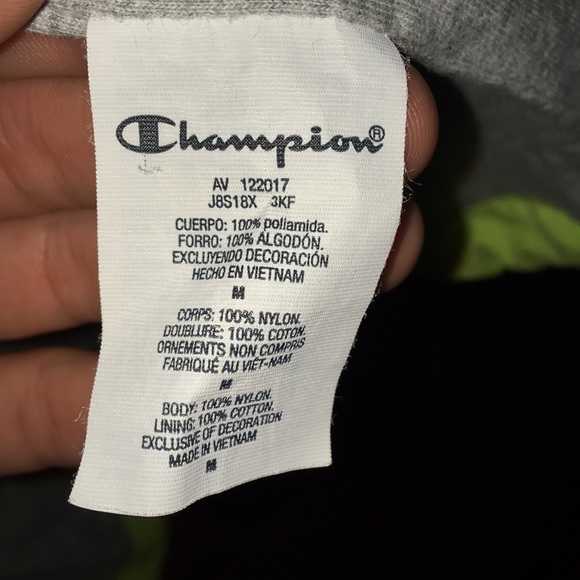 Champion®
AV 122017
J8S18X 3KF
CUERPO: 100% poliamida.
FORRO: 100% ALGODÓN.
EXCLUYENDO DECORACIÓN
HECHO EN VIETNAM
M
CORPS: 100% NYLON.
DOUBLURE: 100% COTON.
ORNEMENTS NON COMPRIS
FABRIQUÉ AU VIÊT-NAM
M
BODY: 100% NYLON.
LINING: 100% COTTON.
EXCLUSIVE OF DECORATION
MADE IN VIETNAM
M